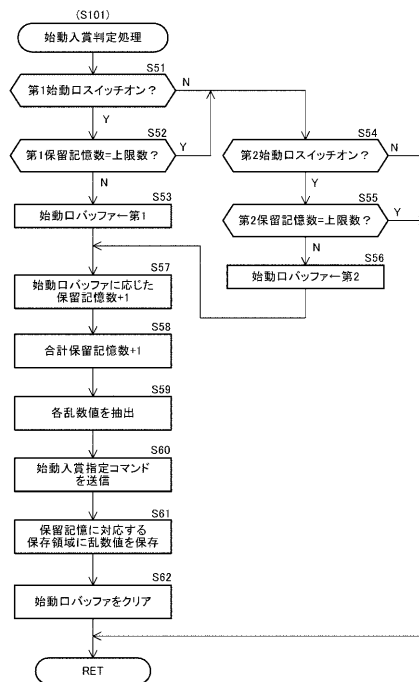 (S101)
始動入賞判定処理
S51
第1始動口スイッチオン?
N
Y
S52
第1保留記憶数=上限数?
Y
N
S53
始動口バッファ←第1
S54
第2始動口スイッチオン?
N
Y
S55
第2保留記憶数=上限数?
Y
N
S56
始動口バッファ←第2
S57
始動口バッファに応じた
保留記憶数+1
S58
合計保留記憶数+1
S59
各乱数値を抽出
S60
始動入賞指定コマンド
を送信
S61
保留記憶に対応する
保存領域に乱数値を保存
S62
始動口バッファをクリア
RET